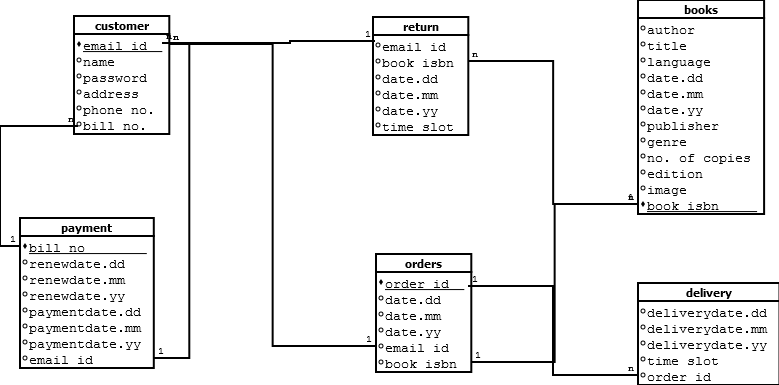 customer
email id
name
password
address
phone no.
bill no.
n
n
n
payment
1
bill no
renewdate.dd
renewdate.mm
renewdate.yy
paymentdate.dd
paymentdate.mm
paymentdate.yy
email id
1
return
1
email id
book isbn
n
date.dd
date.mm
date.yy
time slot
orders
order id
1
date.dd
date.mm
date.yy
1
email id
book isbn
1
books
author
title
language
date.dd
date.mm
date.yy
publisher
genre
no. of copies
edition
image
book isbn
delivery
deliverydate.dd
deliverydate.mm
deliverydate.yy
time slot
n
order id